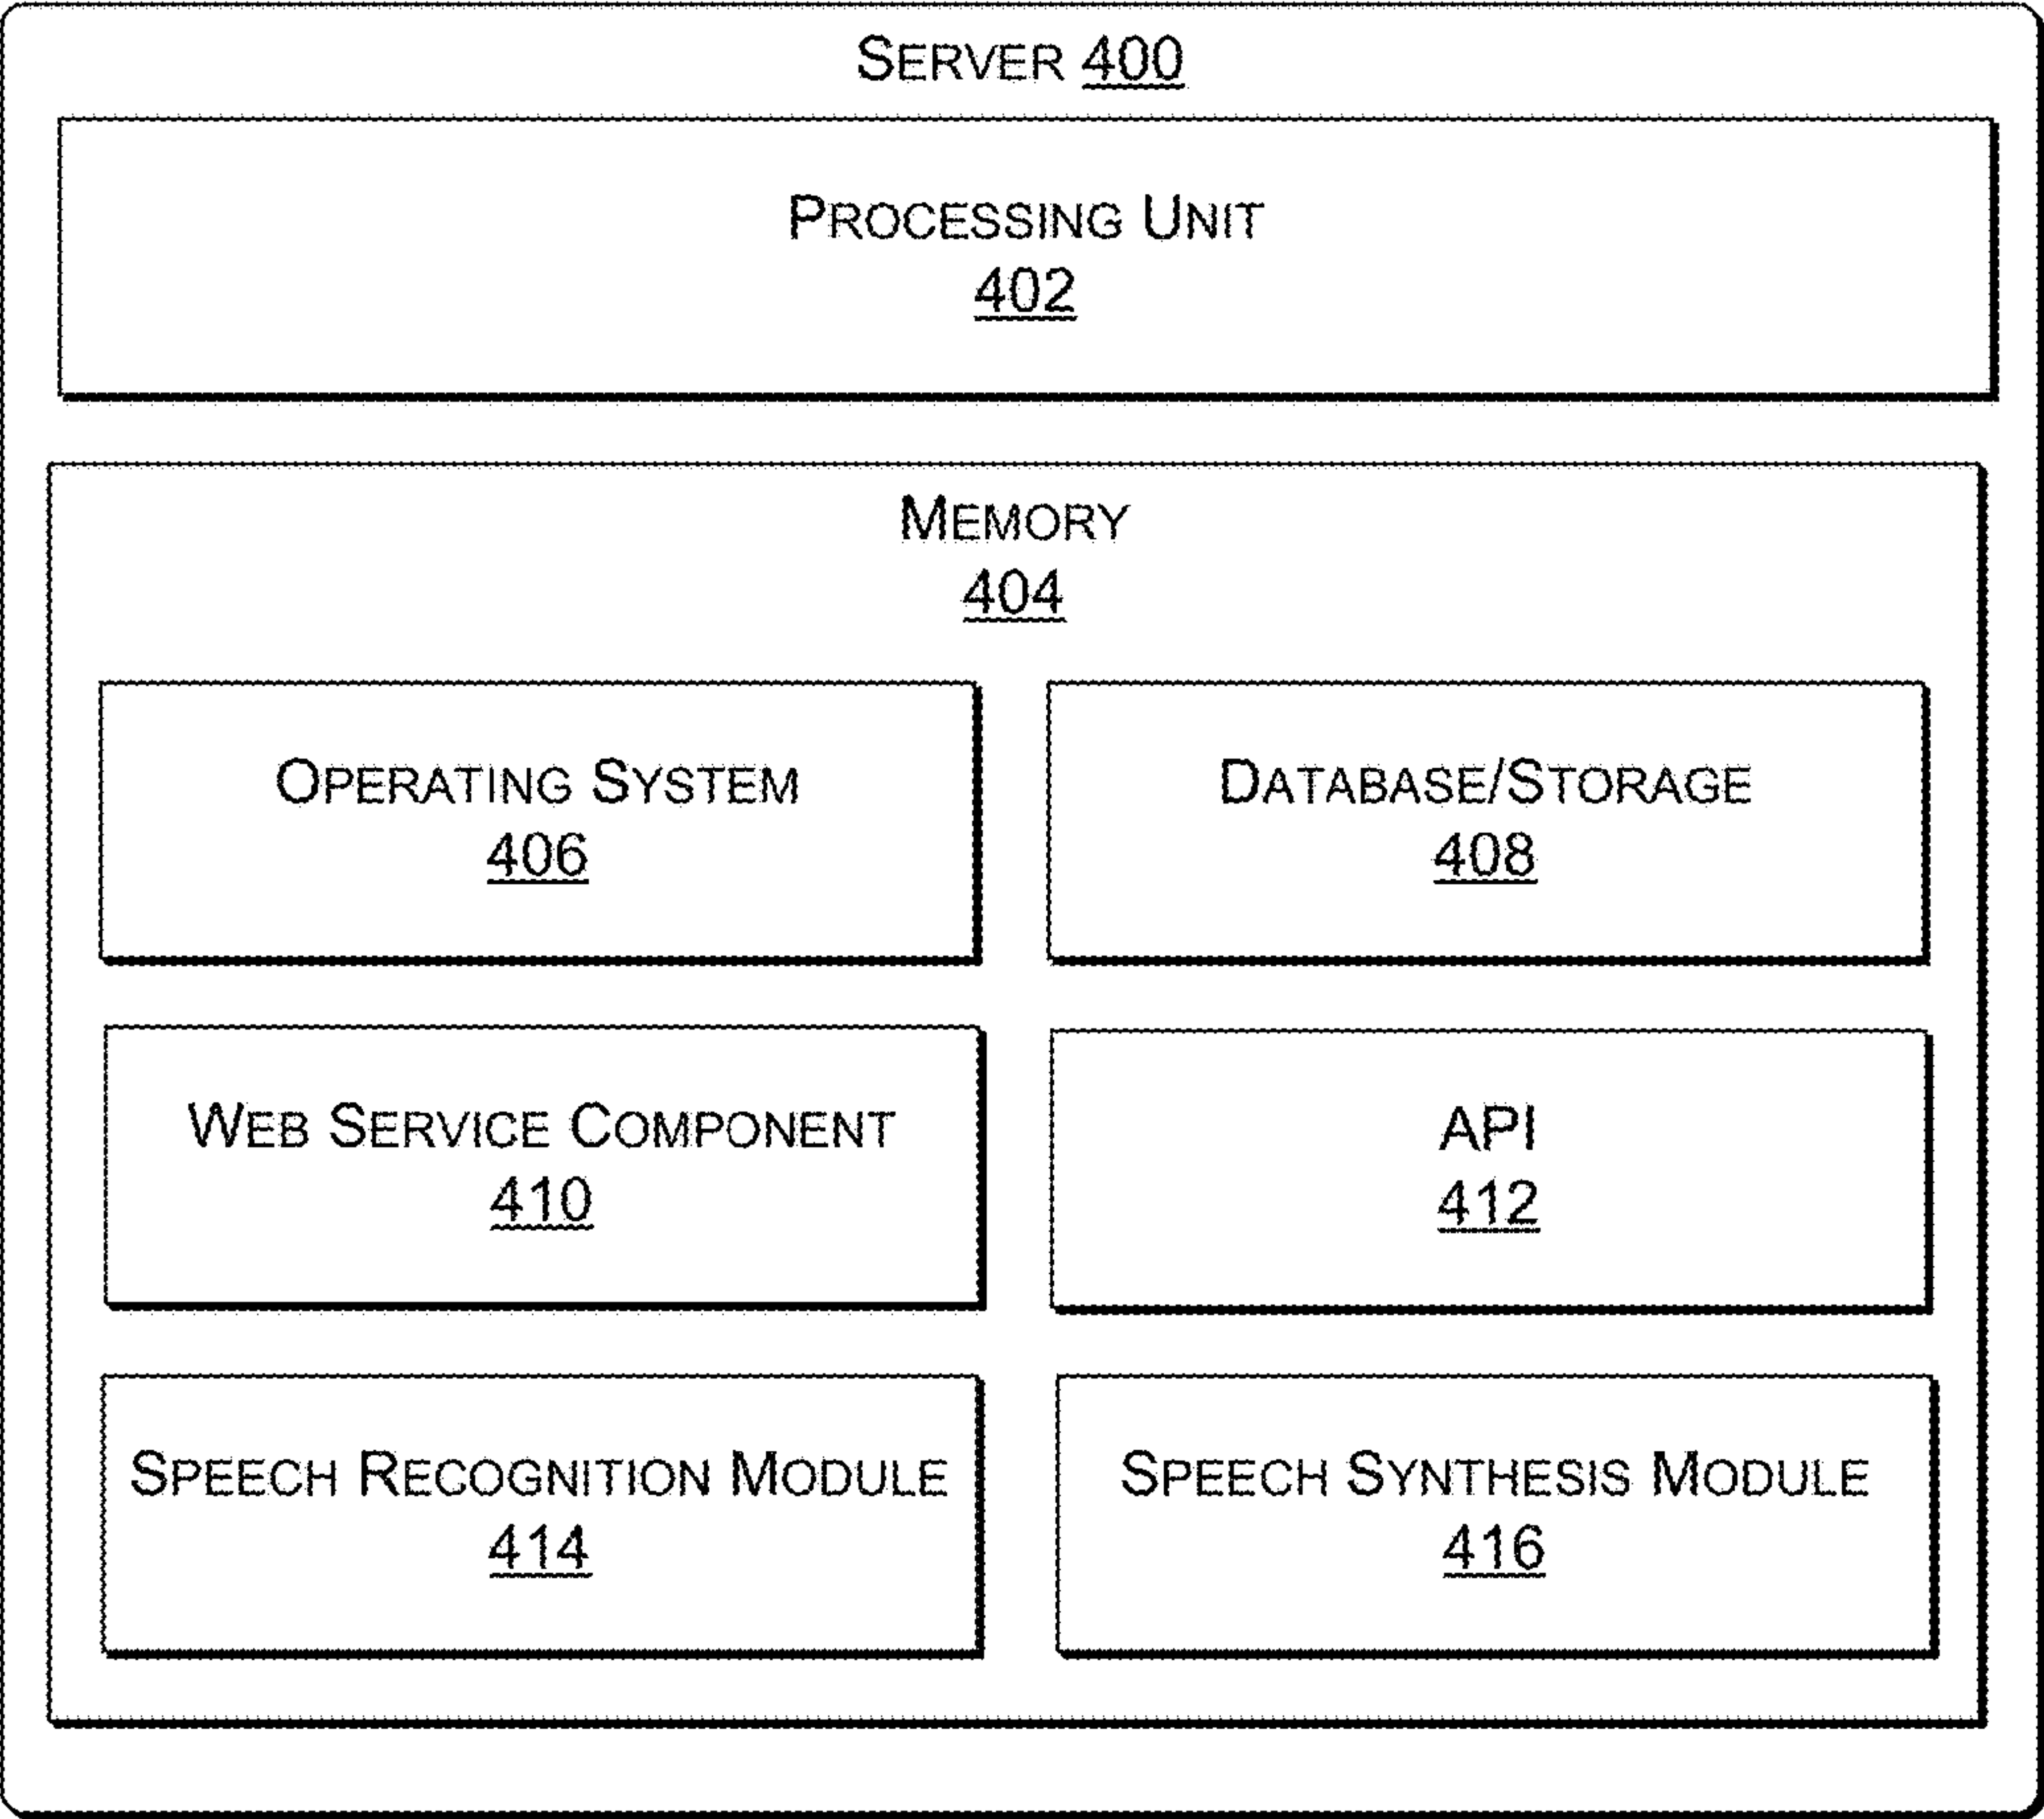 SERVER 400
PROCESSING UNIT
402
MEMORY
404
OPERATING SYSTEM
406
DATABASE/STORAGE
408
WEB SERVICE COMPONENT
410
API
412
SPEECH RECOGNITION MODULE
414
SPEECH SYNTHESIS MODULE
416